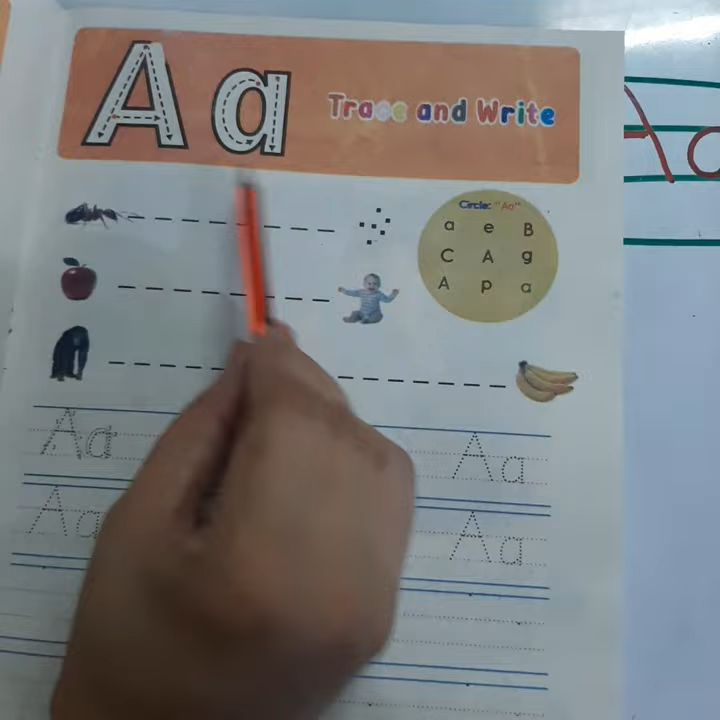 A a Trace and Write
Circle: "Aa"
a e B
C A g
A p a
Aa Aa
Aa Aa
Aa